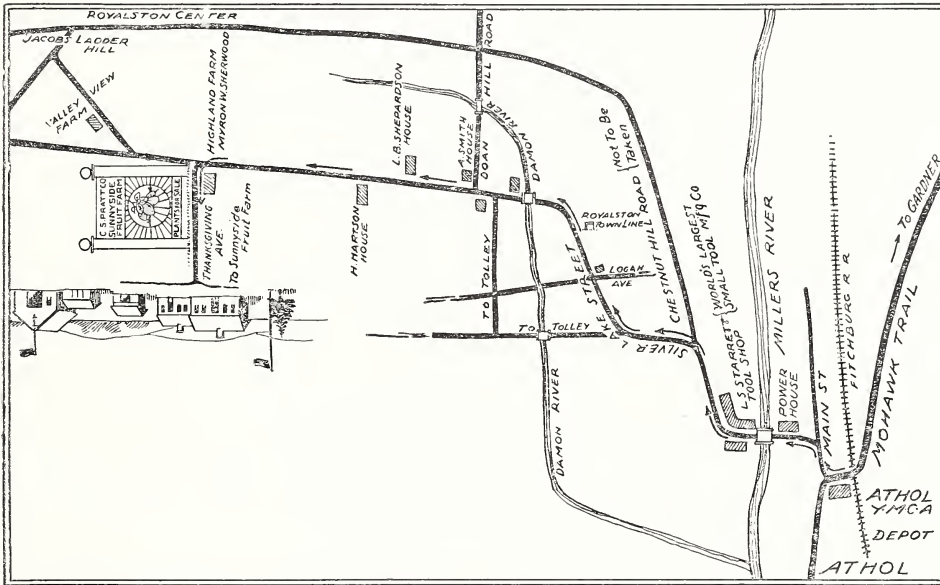 ROYALSTON CENTER
JACOBS LADDER
HILL
VALLEY VIEW
FARM
HIGHLAND FARM
MYRON W. SHERWOOD
L.B. SHEPARDSON
HOUSE
A. SMITH
HOUSE
DOAN HILL ROAD
DAMON RIVER
Not To Be
Taken
C.S. PRATT CO
SUNNYSIDE
FRUIT FARM
PLANTS FOR SALE
THANKSGIVING
AVE.
To Sunnyside
Fruit Farm
H. HARTSON
HOUSE
TO TOLLEY
ROYALSTON
TOWN LINE
LOGAN
AVE
TO TOLLEY
SILVER LAKE STREET
CHESTNUT HILL ROAD
L.S. STARRETT
TOOL SHOP
WORLD'S LARGEST
SMALL TOOL MFG CO
MILLERS RIVER
POWER
HOUSE
DAMON RIVER
MAIN ST
FITCHBURG R R
MOHAWK TRAIL
TO GARDNER
ATHOL
Y.M.C.A
DEPOT
ATHOL